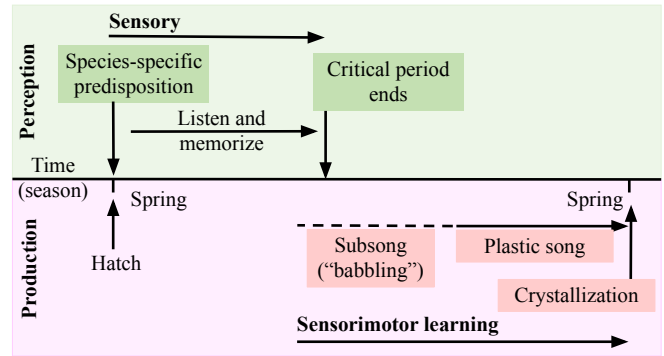 Sensory
Species-specific
predisposition
Critical period
ends
Listen and
memorize
Perception
Time
(season)
Spring
Spring
Hatch
Subsong
(“babbling”)
Plastic song
Crystallization
Production
Sensorimotor learning